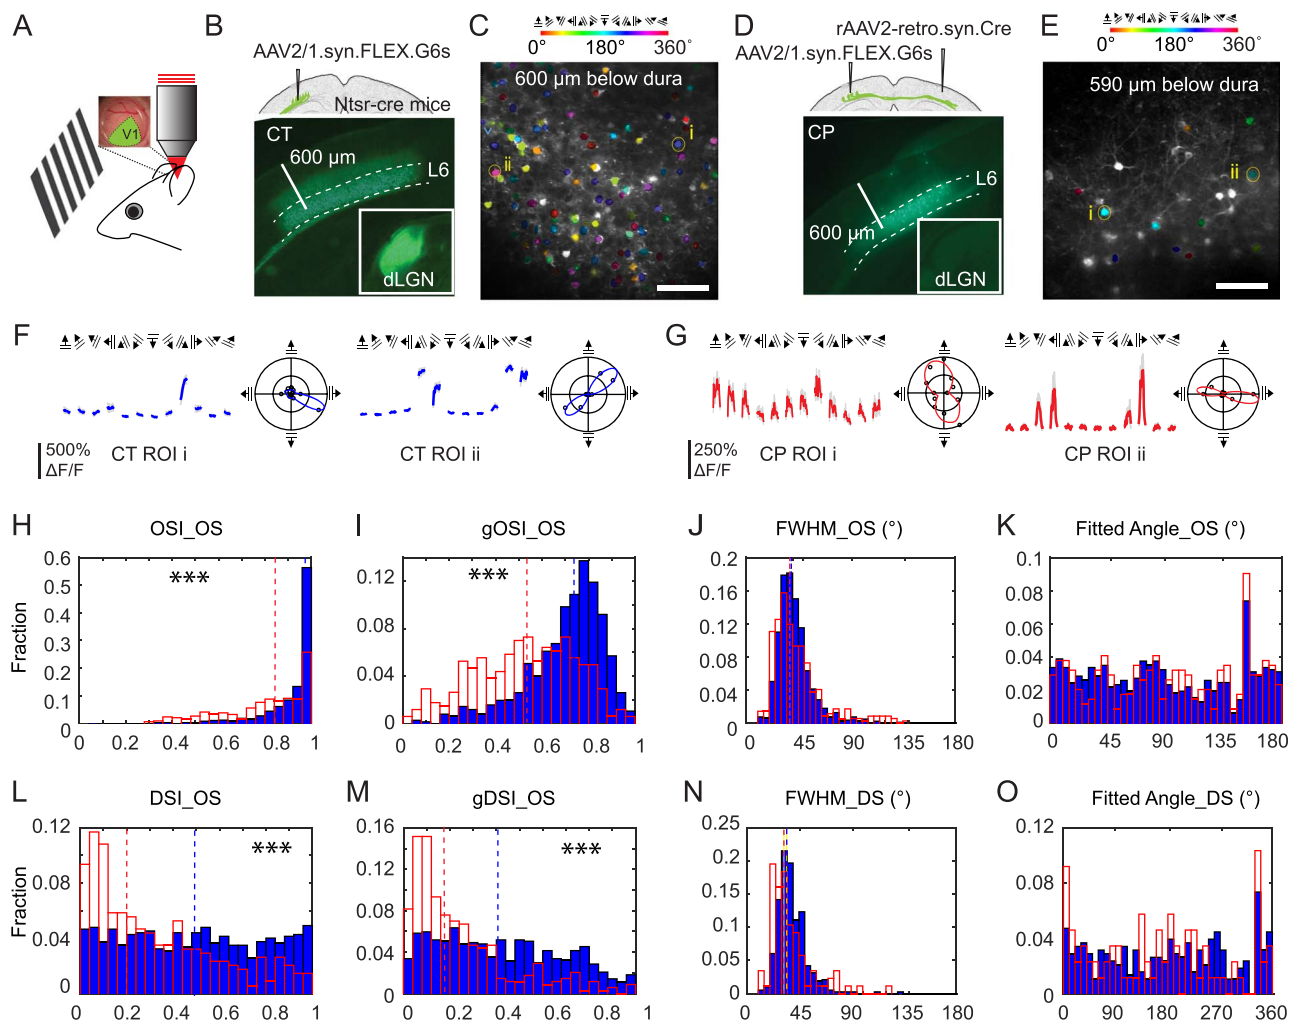 A
V1
B
AAV2/1.syn.FLEX.G6s
Ntsr-cre mice
CT
600 µm
L6
dLGN
C
0° 180° 360°
600 µm below dura
i
ii
D
rAAV2-retro.syn.Cre
AAV2/1.syn.FLEX.G6s
CP
L6
600 µm
dLGN
E
0° 180° 360°
590 µm below dura
ii
i
F
500%
ΔF/F
CT ROI i
CT ROI ii
G
250%
ΔF/F
CP ROI i
CP ROI ii
H
OSI_OS
***
Fraction
0.6
0.5
0.4
0.3
0.2
0.1
0
0 0.2 0.4 0.6 0.8 1
I
gOSI_OS
***
0.12
0.08
0.04
0
0 0.2 0.4 0.6 0.8 1
J
FWHM_OS (°)
0.2
0.16
0.12
0.08
0.04
0
0 45 90 135 180
K
Fitted Angle_OS (°)
0.1
0.08
0.06
0.04
0.02
0
0 45 90 135 180
L
DSI_OS
***
Fraction
0.12
0.08
0.04
0
0 0.2 0.4 0.6 0.8 1
M
gDSI_OS
***
0.16
0.12
0.08
0.04
0
0 0.2 0.4 0.6 0.8 1
N
FWHM_DS (°)
0.25
0.2
0.15
0.1
0.05
0
0 45 90 135 180
O
Fitted Angle_DS (°)
0.12
0.08
0.04
0
0 90 180 270 360